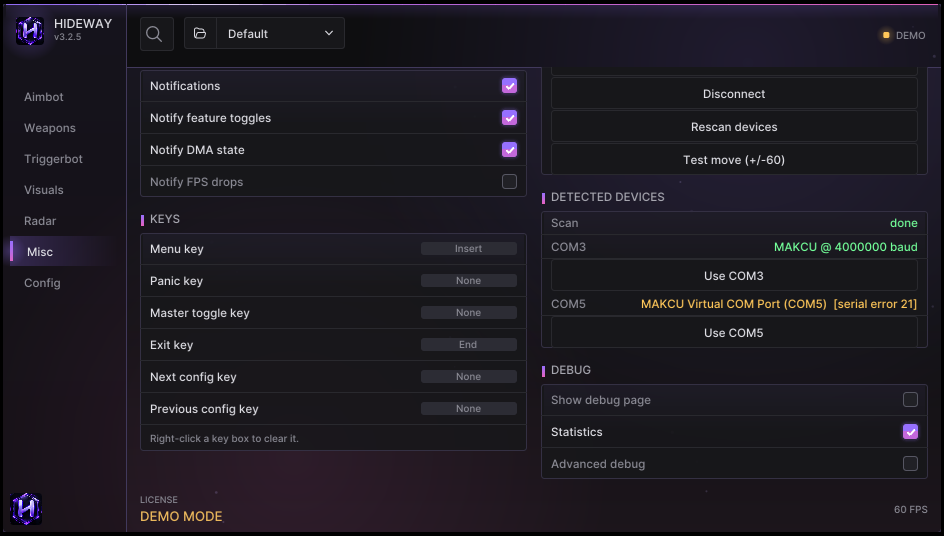 HIDEWAY
v3.2.5
Default
DEMO
Aimbot
Weapons
Triggerbot
Visuals
Radar
Misc
Config
Notifications
Notify feature toggles
Notify DMA state
Notify FPS drops
KEYS
Menu key Insert
Panic key None
Master toggle key None
Exit key End
Next config key None
Previous config key None
Right-click a key box to clear it.
Disconnect
Rescan devices
Test move (+/-60)
DETECTED DEVICES
Scan done
COM3 MAKCU @ 4000000 baud
Use COM3
COM5 MAKCU Virtual COM Port (COM5) [serial error 21]
Use COM5
DEBUG
Show debug page
Statistics
Advanced debug
LICENSE
DEMO MODE
60 FPS